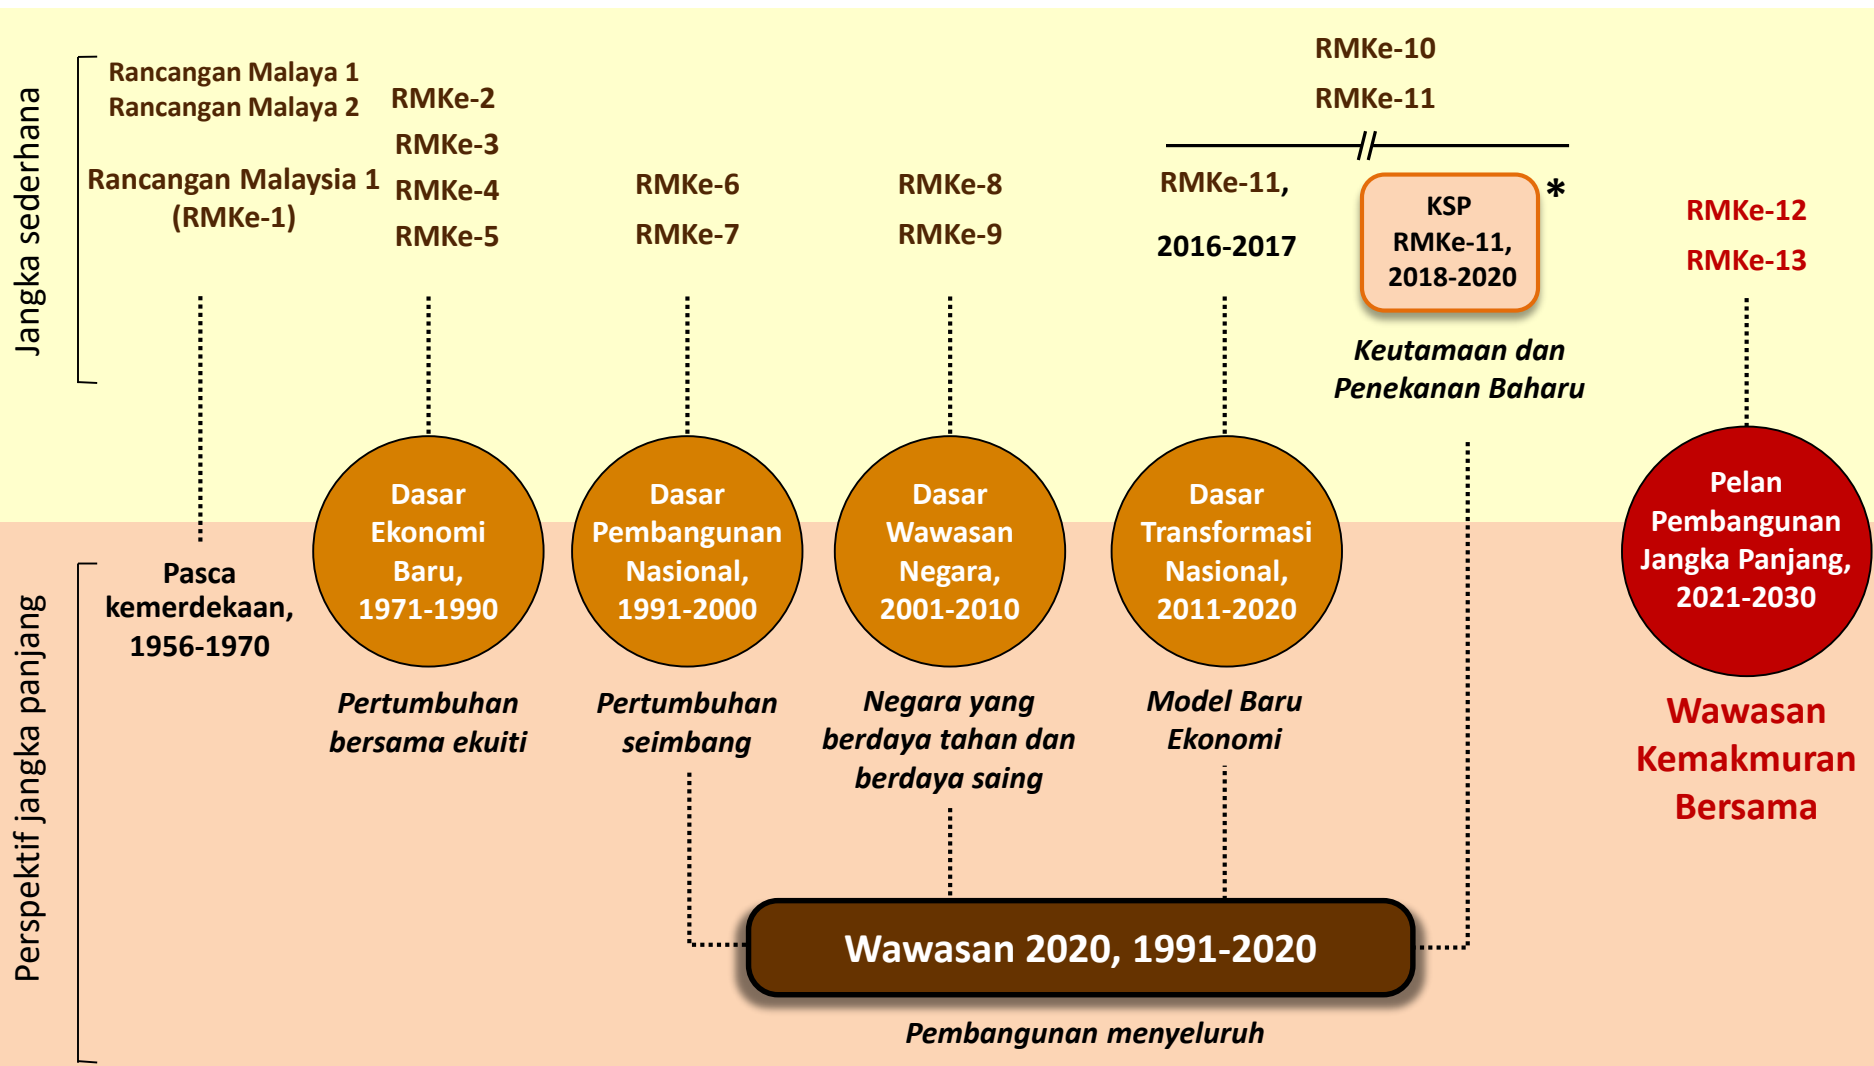 Jangka sederhana
Rancangan Malaya 1
Rancangan Malaya 2
Rancangan Malaysia 1
(RMKe-1)
RMKe-2
RMKe-3
RMKe-4
RMKe-5
RMKe-6
RMKe-7
RMKe-8
RMKe-9
RMKe-10
RMKe-11
RMKe-11,
2016-2017
KSP
RMKe-11,
2018-2020
*
Keutamaan dan
Penekanan Baharu
RMKe-12
RMKe-13
Perspektif jangka panjang
Pasca
kemerdekaan,
1956-1970
Dasar
Ekonomi
Baru,
1971-1990
Pertumbuhan
bersama ekuiti
Dasar
Pembangunan
Nasional,
1991-2000
Pertumbuhan
seimbang
Dasar
Wawasan
Negara,
2001-2010
Negara yang
berdaya tahan dan
berdaya saing
Dasar
Transformasi
Nasional,
2011-2020
Model Baru
Ekonomi
Pelan
Pembangunan
Jangka Panjang,
2021-2030
Wawasan
Kemakmuran
Bersama
Wawasan 2020, 1991-2020
Pembangunan menyeluruh